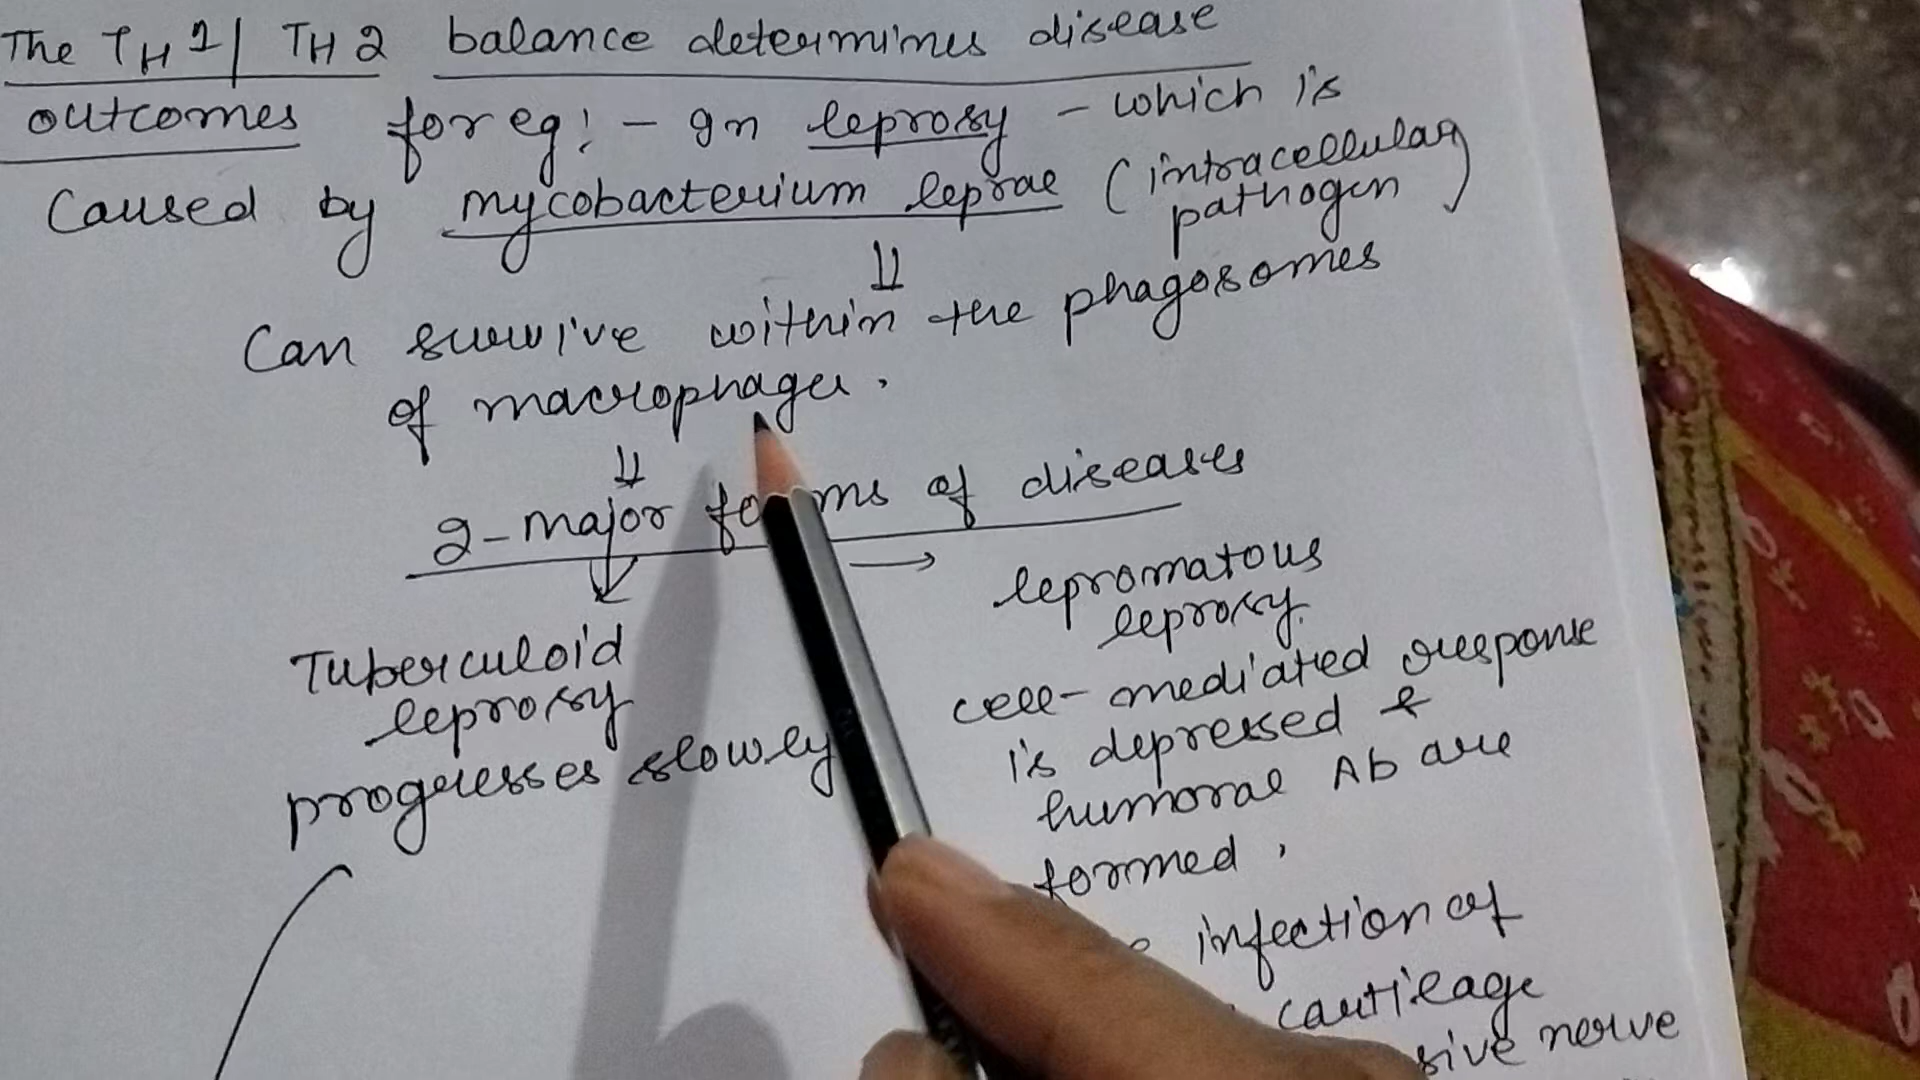 The TH1/TH2 balance determines disease
outcomes for eg:- In leprosy - which is
Caused by mycobacterium leprae (intracellular
pathogen)
Can survive within the phagosomes
of macrophages.
2-major forms of diseases
Tuberculoid
leprosy
progresses slowly
lepromatous
leprosy.
cell-mediated response
is depressed &
humoral Ab are
formed,
infection of
cartilage
nerve